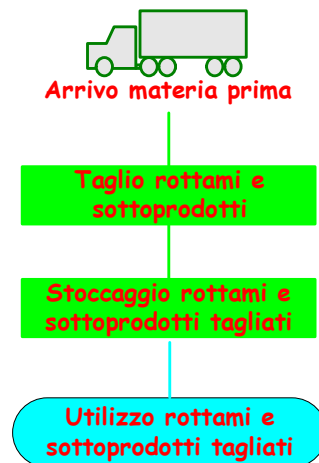 Arrivo materia prima
Taglio rottami e
sottoprodotti
Stoccaggio rottami e
sottoprodotti tagliati
Utilizzo rottami e
sottoprodotti tagliati